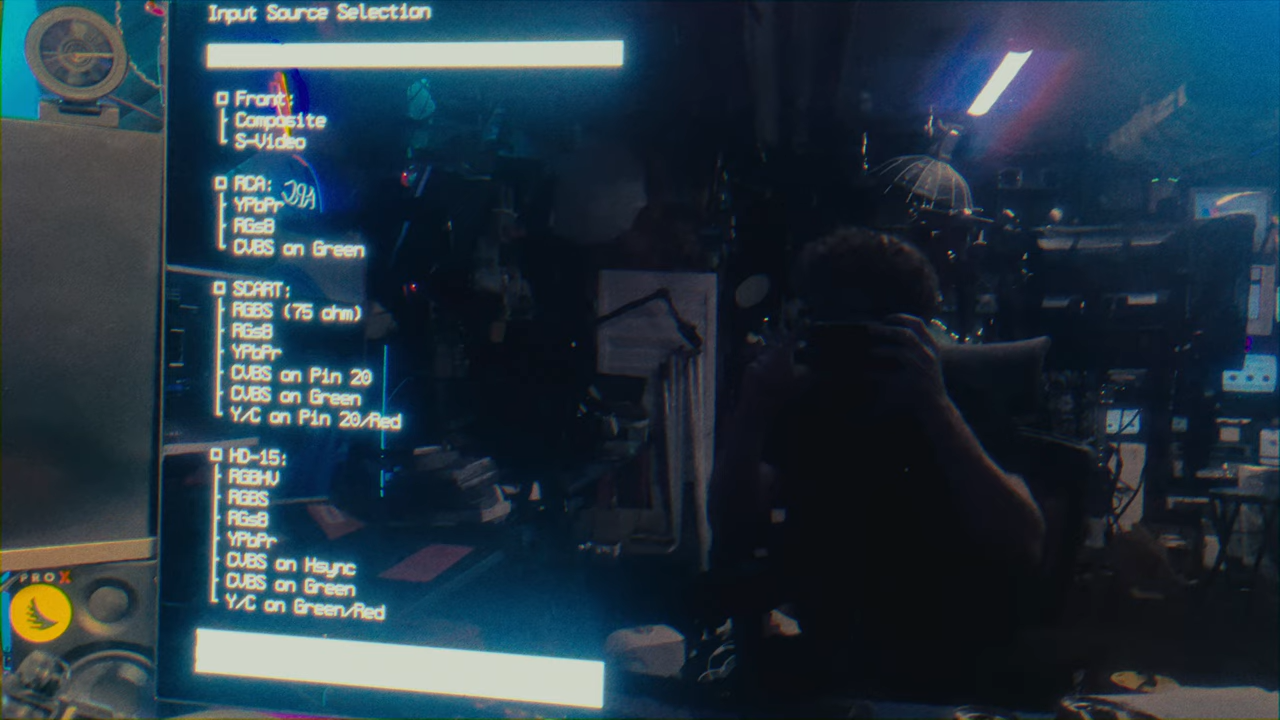 Input Source Selection
Front:
Composite
S-Video
RCA:
YPbPr
RGsB
CVBS on Green
SCART:
RGBS (75 ohm)
RGsB
YPbPr
CVBS on Pin 20
CVBS on Green
Y/C on Pin 20/Red
HD-15:
RGBHV
RGBS
RGsB
YPbPr
CVBS on Hsync
CVBS on Green
Y/C on Green/Red
PROX